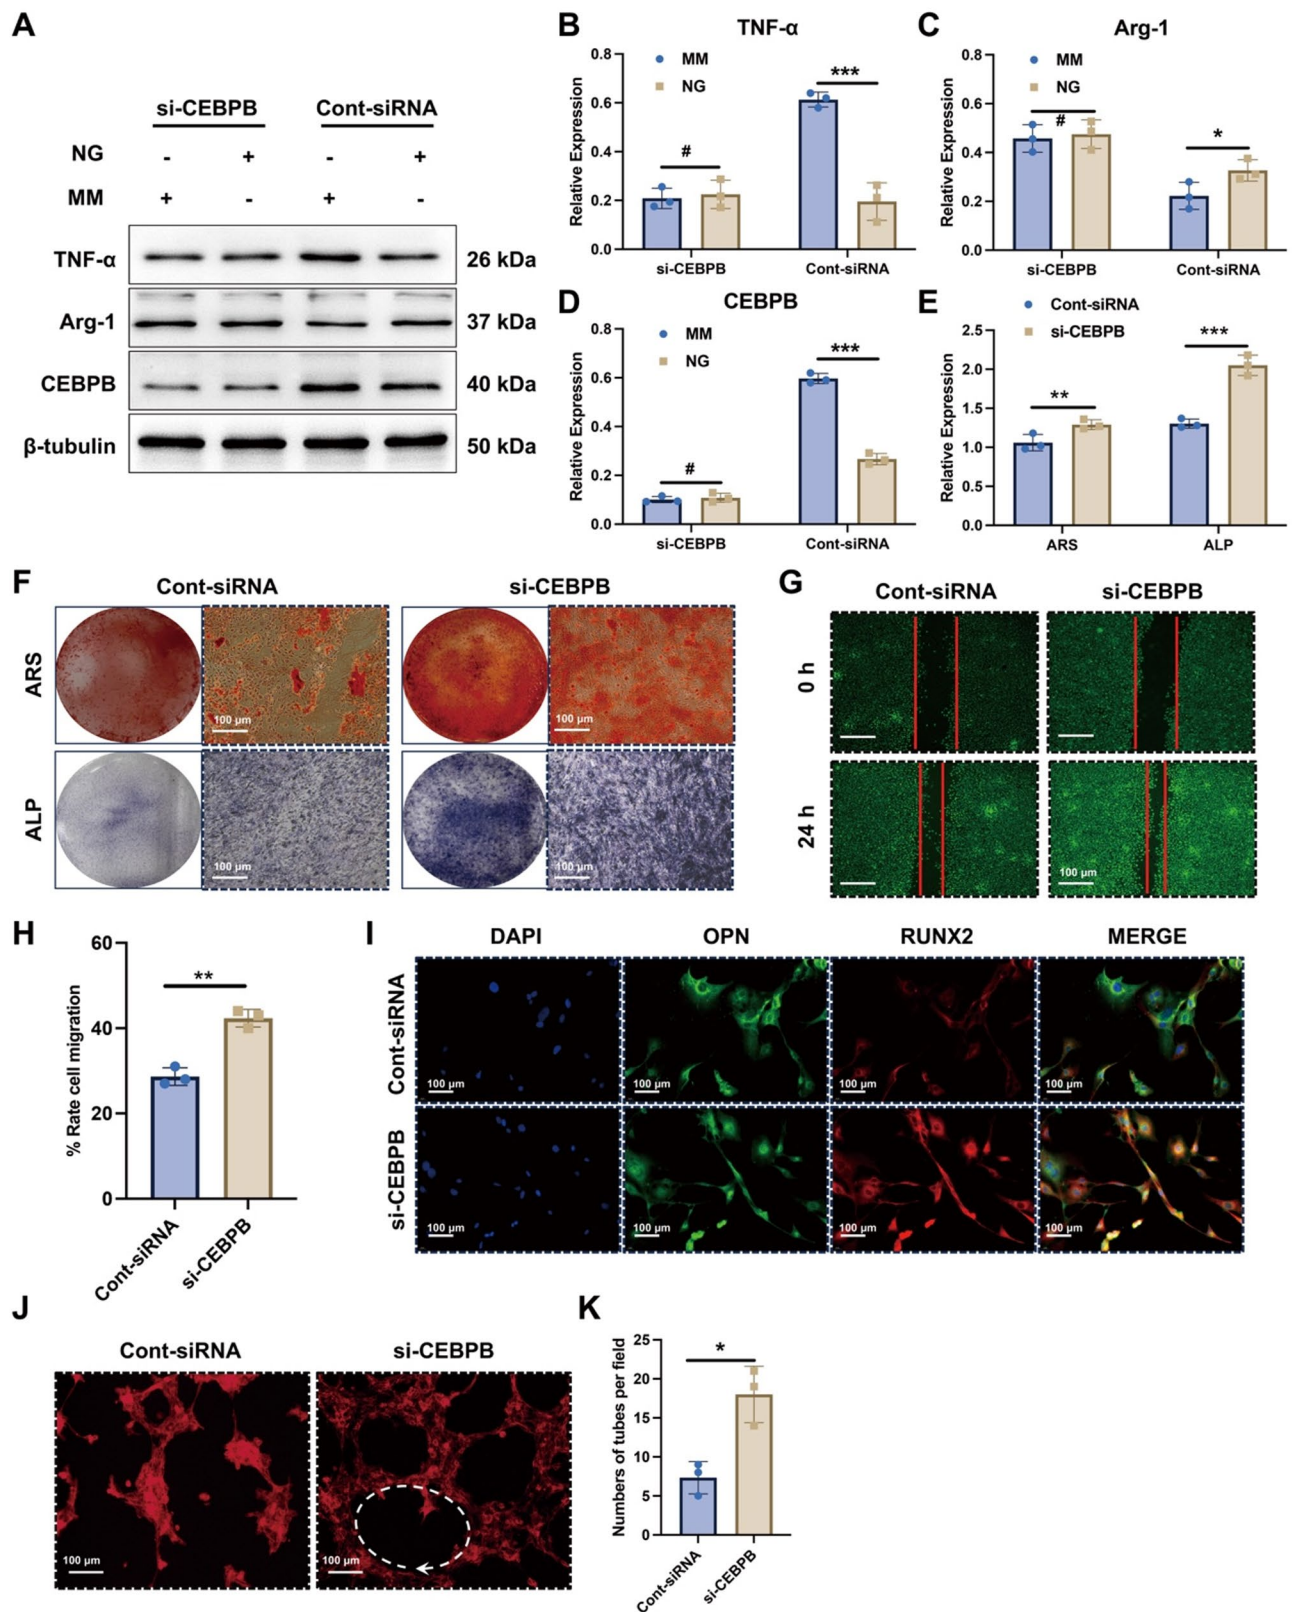 A
si-CEBPB Cont-siRNA
NG - + - +
MM + - + -
TNF-α 26 kDa
Arg-1 37 kDa
CEBPB 40 kDa
β-tubulin 50 kDa
B
TNF-α
MM
NG
Relative Expression
0.8
0.6
0.4
0.2
0.0
#
***
si-CEBPB Cont-siRNA
C
Arg-1
MM
NG
Relative Expression
0.8
0.6
0.4
0.2
0.0
#
*
si-CEBPB Cont-siRNA
D
CEBPB
MM
NG
Relative Expression
0.8
0.6
0.4
0.2
0.0
#
***
si-CEBPB Cont-siRNA
E
Cont-siRNA
si-CEBPB
Relative Expression
2.5
2.0
1.5
1.0
0.5
0.0
**
***
ARS ALP
F
Cont-siRNA si-CEBPB
ARS
100 μm 100 μm
ALP
100 μm 100 μm
G
Cont-siRNA si-CEBPB
0 h
24 h
100 μm
H
% Rate cell migration
60
40
20
0
**
Cont-siRNA si-CEBPB
I
DAPI OPN RUNX2 MERGE
Cont-siRNA
100 μm 100 μm 100 μm 100 μm
si-CEBPB
100 μm 100 μm 100 μm 100 μm
J
Cont-siRNA si-CEBPB
100 μm 100 μm
K
Numbers of tubes per field
25
20
15
10
5
0
*
Cont-siRNA si-CEBPB